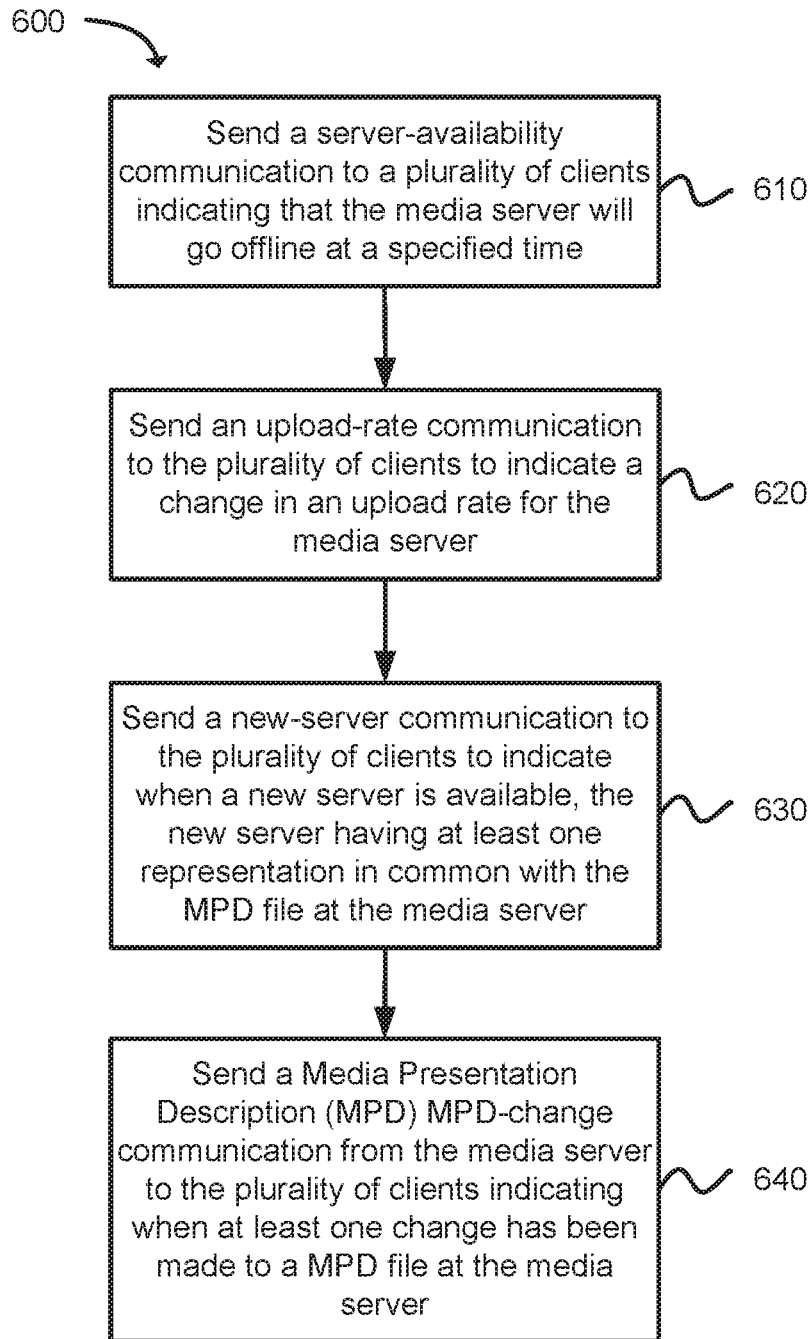 600
Send a server-availability
communication to a plurality of clients
indicating that the media server will
go offline at a specified time
610
Send an upload-rate communication
to the plurality of clients to indicate a
change in an upload rate for the
media server
620
Send a new-server communication to
the plurality of clients to indicate
when a new server is available, the
new server having at least one
representation in common with the
MPD file at the media server
630
Send a Media Presentation
Description (MPD) MPD-change
communication from the media server
to the plurality of clients indicating
when at least one change has been
made to a MPD file at the media
server
640